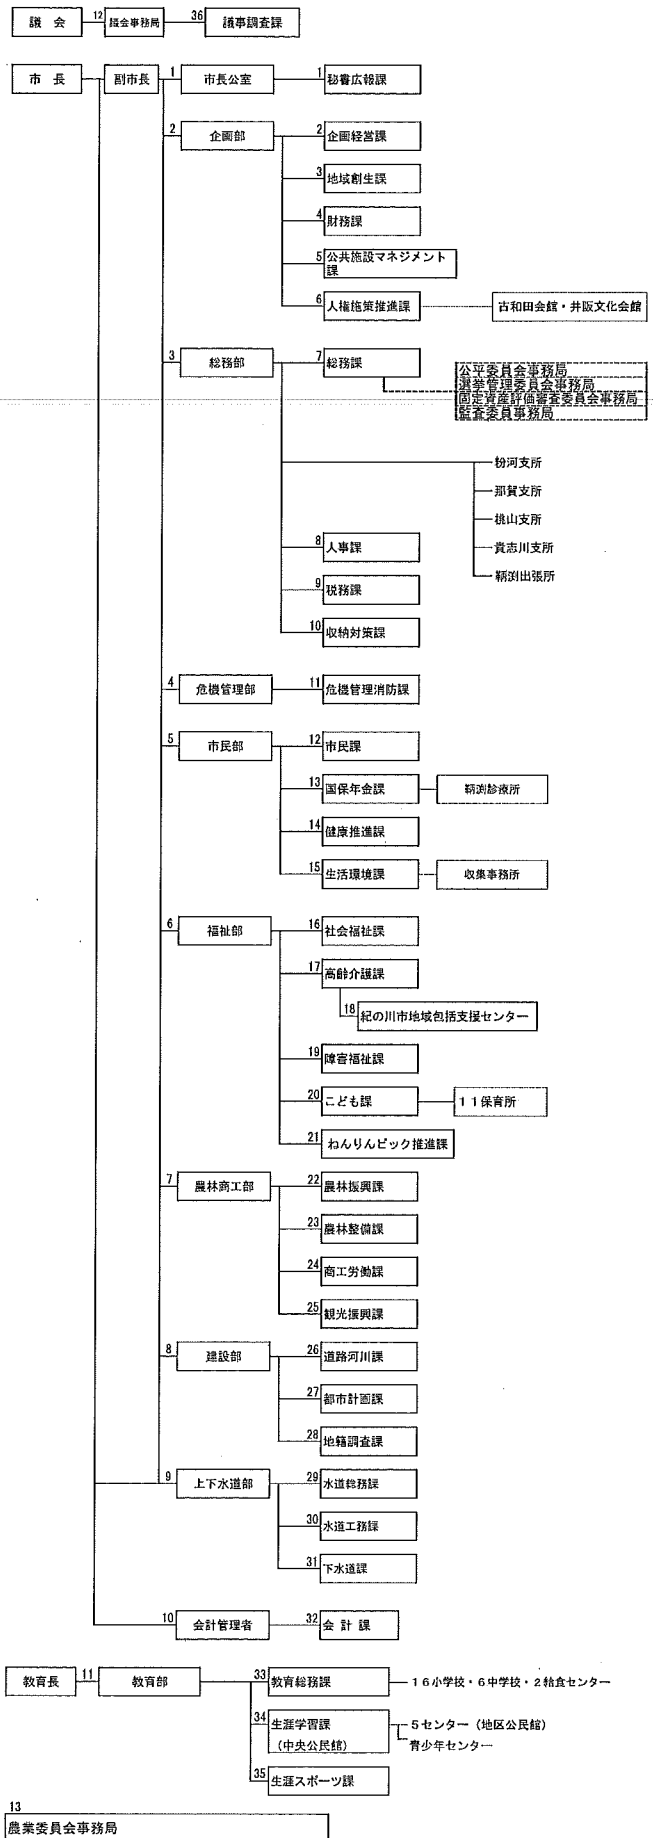 議　会 12 議会事務局 36 議事調査課
市　長 副市長 1 市長公室 1 秘書広報課
2 企画部 2 企画経営課
3 地域創生課
4 財務課
5 公共施設マネジメント
課
6 人権施策推進課 古和田会館・井阪文化会館
3 総務部 7 総務課
公平委員会事務局
選挙管理委員会事務局
固定資産評価審査委員会事務局
監査委員事務局
粉河支所
那賀支所
桃山支所
貴志川支所
鞆渕出張所
8 人事課
9 税務課
10 収納対策課
4 危機管理部 11 危機管理消防課
5 市民部 12 市民課
13 国保年金課 鞆渕診療所
14 健康推進課
15 生活環境課 収集事務所
6 福祉部 16 社会福祉課
17 高齢介護課
18 紀の川市地域包括支援センター
19 障害福祉課
20 こども課 １１保育所
21 ねんりんピック推進課
7 農林商工部 22 農林振興課
23 農林整備課
24 商工労働課
25 観光振興課
8 建設部 26 道路河川課
27 都市計画課
28 地籍調査課
9 上下水道部 29 水道総務課
30 水道工務課
31 下水道課
10 会計管理者 32 会 計 課
教育長 11 教育部 33 教育総務課 １６小学校・６中学校・２給食センター
34 生涯学習課 ５センター（地区公民館）
（中央公民館） 青少年センター
35 生涯スポーツ課
13
農業委員会事務局